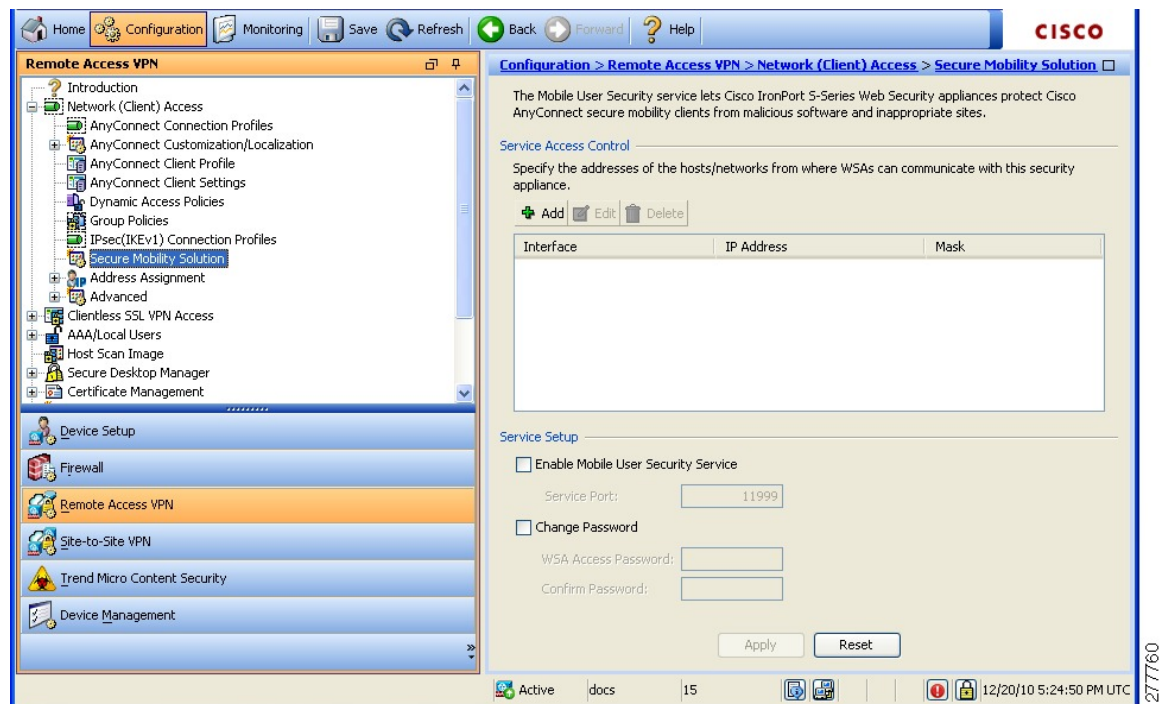 Home Configuration Monitoring Save Refresh Back Forward Help
CISCO
Remote Access VPN
Introduction
Network (Client) Access
AnyConnect Connection Profiles
AnyConnect Customization/Localization
AnyConnect Client Profile
AnyConnect Client Settings
Dynamic Access Policies
Group Policies
IPsec(IKEv1) Connection Profiles
Secure Mobility Solution
Address Assignment
Advanced
Clientless SSL VPN Access
AAA/Local Users
Host Scan Image
Secure Desktop Manager
Certificate Management
Device Setup
Firewall
Remote Access VPN
Site-to-Site VPN
Trend Micro Content Security
Device Management
Configuration > Remote Access VPN > Network (Client) Access > Secure Mobility Solution
The Mobile User Security service lets Cisco IronPort S-Series Web Security appliances protect Cisco
AnyConnect secure mobility clients from malicious software and inappropriate sites.
Service Access Control
Specify the addresses of the hosts/networks from where WSAs can communicate with this security
appliance.
Add Edit Delete
Interface IP Address Mask
Service Setup
Enable Mobile User Security Service
Service Port: 11999
Change Password
WSA Access Password:
Confirm Password:
Apply Reset
Active docs 15 12/20/10 5:24:50 PM UTC
277760